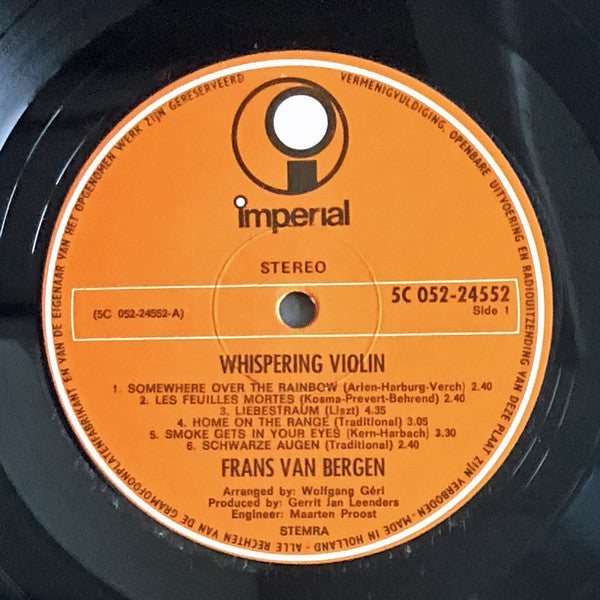 imperial
STEREO
5C 052-24552
(5C 052-24552-A)
Side 1
WHISPERING VIOLIN
1. SOMEWHERE OVER THE RAINBOW (Arlen-Harburg-Verch) 2.40
2. LES FEUILLES MORTES (Kosma-Prevert-Behrend) 2.40
3. LIEBESTRAUM (Liszt) 4.35
4. HOME ON THE RANGE (Traditional) 3.05
5. SMOKE GETS IN YOUR EYES (Kern-Harbach) 3.30
6. SCHWARZE AUGEN (Traditional) 2.40
FRANS VAN BERGEN
Arranged by: Wolfgang Gérl
Produced by: Gerrit Jan Leenders
Engineer: Maarten Proost
STEMRA
ALLE RECHTEN VAN DE GRAMOFOONPLATENFABRIKANT EN VAN DE EIGENAAR VAN HET OPGENOMEN WERK ZIJN GERESERVEERD
VERMENIGVULDIGING, OPENBARE UITVOERING EN RADIOUITZENDING VAN DEZE PLAAT ZIJN VERBODEN - MADE IN HOLLAND -